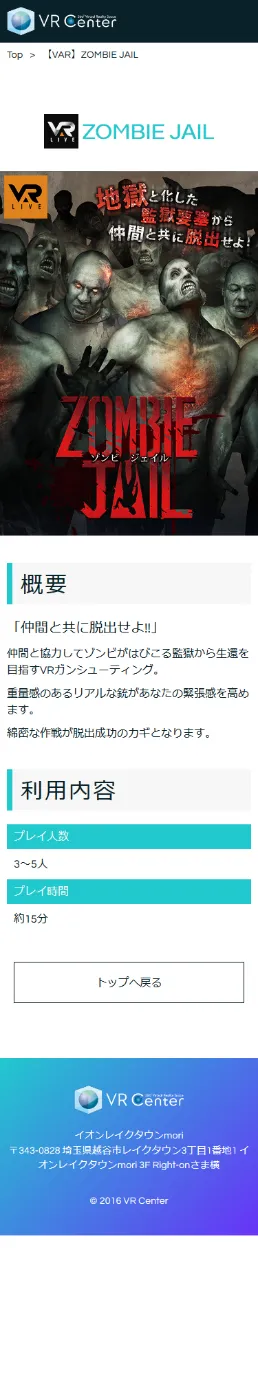 VR Center
Top > 【VAR】ZOMBIE JAIL
VAR
LIVE
ZOMBIE JAIL
VAR
LIVE
地獄と化した
監獄要塞から
仲間と共に脱出せよ!
ZOMBIE
ゾンビ ジェイル
JAIL
概要
「仲間と共に脱出せよ!!」
仲間と協力してゾンビがはびこる監獄から生還を
目指すVRガンシューティング。
重量感のあるリアルな銃があなたの緊張感を高め
ます。
綿密な作戦が脱出成功のカギとなります。
利用内容
プレイ人数
3〜5人
プレイ時間
約15分
トップへ戻る
VR Center
イオンレイクタウンmori
〒343-0828 埼玉県越谷市レイクタウン3丁目1番地1 イ
オンレイクタウンmori 3F Right-onさま横
© 2016 VR Center